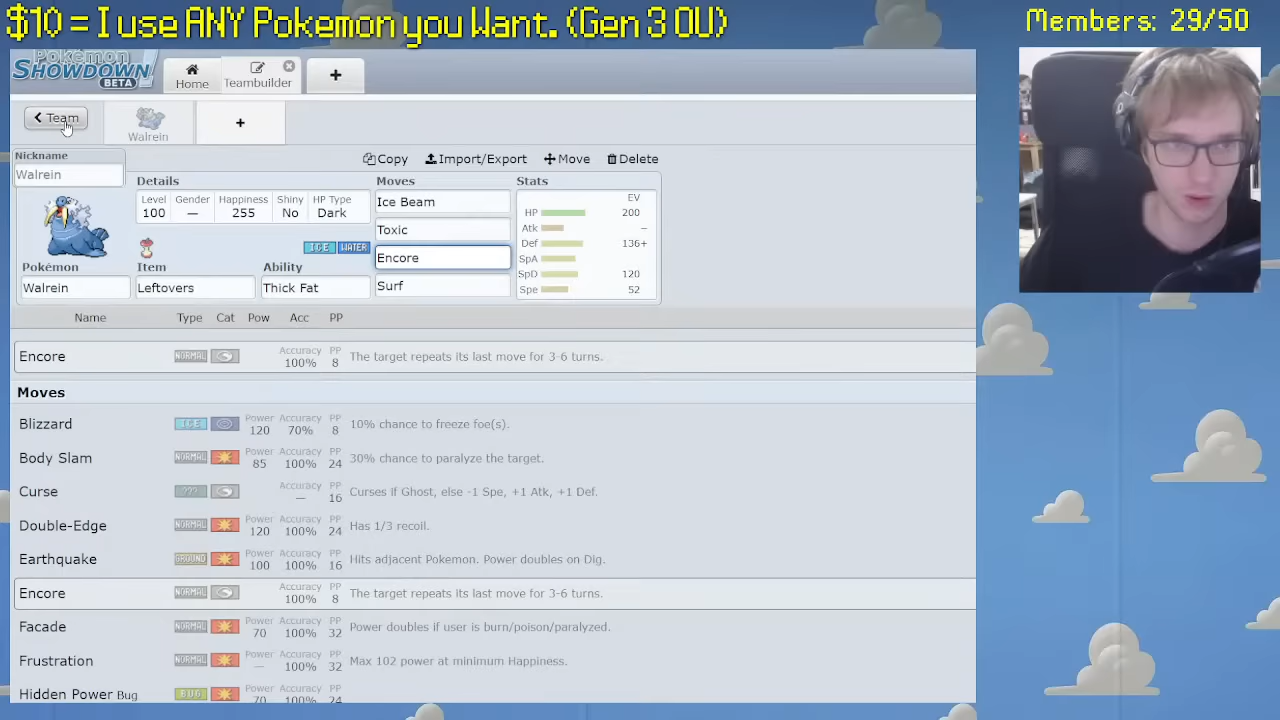 $10 = I use ANY Pokemon you Want. (Gen 3 OU)
Members: 29/50
Pokémon
SHOWDOWN!
BETA
Home
Teambuilder
+
Team
Walrein
+
Nickname
Walrein
Copy
Import/Export
Move
Delete
Details
Level Gender Happiness Shiny HP Type
100 — 255 No Dark
ICE WATER
Pokémon
Walrein
Item
Leftovers
Ability
Thick Fat
Moves
Ice Beam
Toxic
Encore
Surf
Stats
EV
HP 200
Atk –
Def 136+
SpA
SpD 120
Spe 52
Name Type Cat Pow Acc PP
Encore NORMAL Accuracy 100% PP 8 The target repeats its last move for 3-6 turns.
Moves
Blizzard ICE Power 120 Accuracy 70% PP 8 10% chance to freeze foe(s).
Body Slam NORMAL Power 85 Accuracy 100% PP 24 30% chance to paralyze the target.
Curse ??? Accuracy — PP 16 Curses if Ghost, else -1 Spe, +1 Atk, +1 Def.
Double-Edge NORMAL Power 120 Accuracy 100% PP 24 Has 1/3 recoil.
Earthquake GROUND Power 100 Accuracy 100% PP 16 Hits adjacent Pokemon. Power doubles on Dig.
Encore NORMAL Accuracy 100% PP 8 The target repeats its last move for 3-6 turns.
Facade NORMAL Power 70 Accuracy 100% PP 32 Power doubles if user is burn/poison/paralyzed.
Frustration NORMAL Power — Accuracy 100% PP 32 Max 102 power at minimum Happiness.
Hidden Power Bug BUG Power 70 Accuracy 100% PP 24